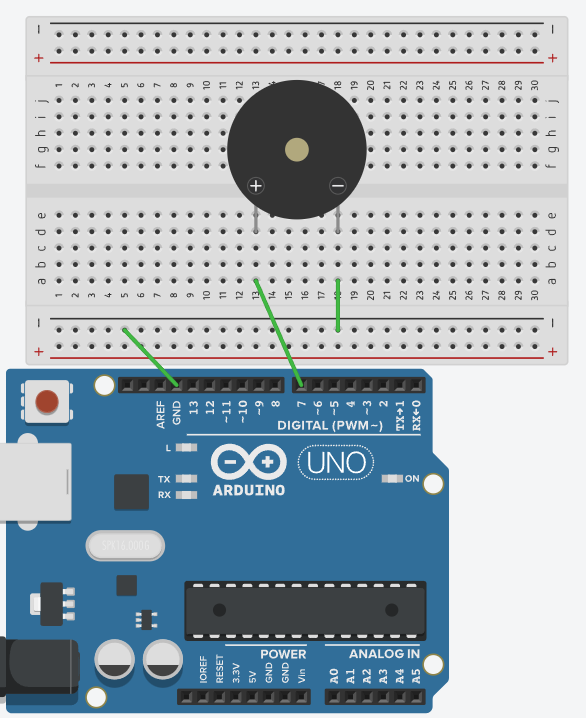 − −
+ +
1 2 3 4 5 6 7 8 9 10 11 12 13 17 18 19 20 21 22 23 24 25 26 27 28 29 30
j j
i i
h h
g g
f f
+ −
e e
d d
c c
b b
a a
1 2 3 4 5 6 7 8 9 10 11 12 13 14 15 16 17 18 19 20 21 22 23 24 25 26 27 28 29 30
− −
+ +
AREF GND 13 12 ~11 ~10 ~9 8 7 ~6 ~5 4 ~3 2 TX→1 RX←0
DIGITAL (PWM~)
L
TX
RX
ARDUINO
UNO
ON
POWER
ANALOG IN
IOREF RESET 3.3V 5V GND GND Vin A0 A1 A2 A3 A4 A5